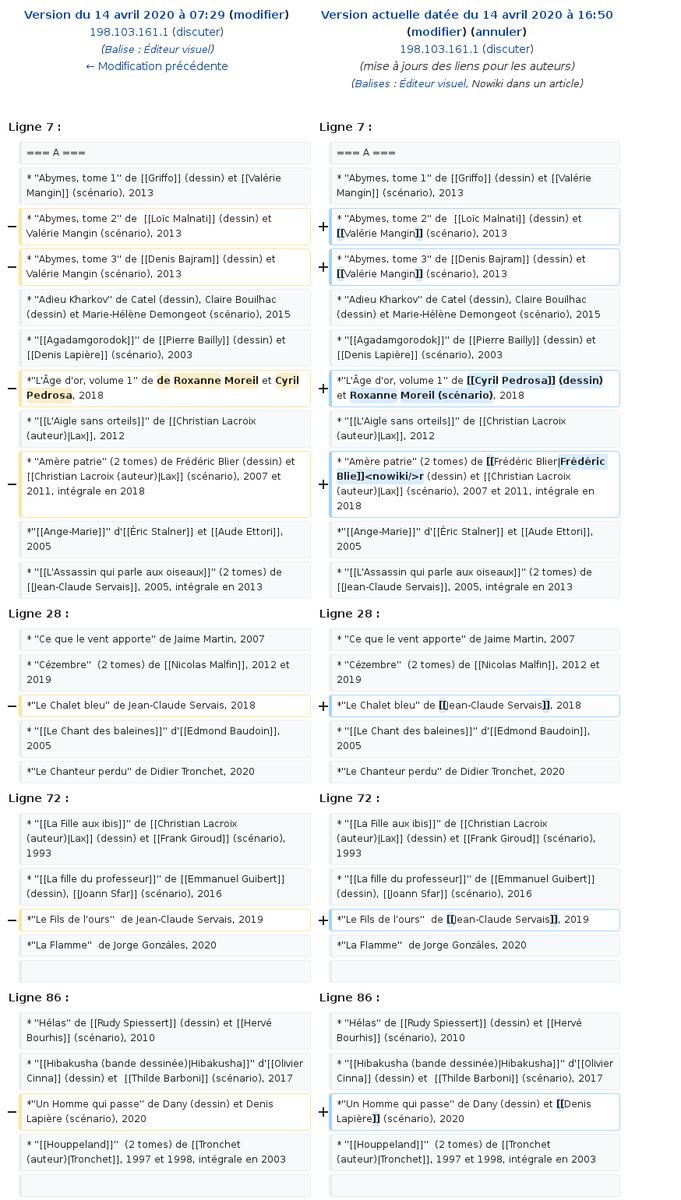 Version du 14 avril 2020 à 07:29 (modifier)
198.103.161.1 (discuter)
(Balise : Éditeur visuel)
← Modification précédente
Version actuelle datée du 14 avril 2020 à 16:50
(modifier) (annuler)
198.103.161.1 (discuter)
(mise à jours des liens pour les auteurs)
(Balises : Éditeur visuel, Nowiki dans un article)
Ligne 7 :
Ligne 7 :
=== A ===
=== A ===
* ''Abymes, tome 1'' de [[Griffo]] (dessin) et [[Valérie
Mangin]] (scénario), 2013
* ''Abymes, tome 1'' de [[Griffo]] (dessin) et [[Valérie
Mangin]] (scénario), 2013
−
* ''Abymes, tome 2'' de  [[Loïc Malnati]] (dessin) et
Valérie Mangin (scénario), 2013
+
* ''Abymes, tome 2'' de  [[Loïc Malnati]] (dessin) et
[[Valérie Mangin]] (scénario), 2013
−
* ''Abymes, tome 3'' de [[Denis Bajram]] (dessin) et
Valérie Mangin (scénario), 2013
+
* ''Abymes, tome 3'' de [[Denis Bajram]] (dessin) et
[[Valérie Mangin]] (scénario), 2013
* ''Adieu Kharkov'' de Catel (dessin), Claire Bouilhac
(dessin) et Marie-Hélène Demongeot (scénario), 2015
* ''Adieu Kharkov'' de Catel (dessin), Claire Bouilhac
(dessin) et Marie-Hélène Demongeot (scénario), 2015
* ''[[Agadamgorodok]]'' de [[Pierre Bailly]] (dessin) et
[[Denis Lapière]] (scénario), 2003
* ''[[Agadamgorodok]]'' de [[Pierre Bailly]] (dessin) et
[[Denis Lapière]] (scénario), 2003
−
*''L'Âge d'or, volume 1'' de de Roxanne Moreil et Cyril
Pedrosa, 2018
+
*''L'Âge d'or, volume 1'' de [[Cyril Pedrosa]] (dessin)
et Roxanne Moreil (scénario), 2018
* ''[[L'Aigle sans orteils]]'' de [[Christian Lacroix
(auteur)|Lax]], 2012
* ''[[L'Aigle sans orteils]]'' de [[Christian Lacroix
(auteur)|Lax]], 2012
−
* ''Amère patrie'' (2 tomes) de Frédéric Blier (dessin) et
[[Christian Lacroix (auteur)|Lax]] (scénario), 2007 et
2011, intégrale en 2018
+
* ''Amère patrie'' (2 tomes) de [[Frédéric Blier|Frédéric
Blie]]<nowiki/>r (dessin) et [[Christian Lacroix
(auteur)|Lax]] (scénario), 2007 et 2011, intégrale en
2018
*''[[Ange-Marie]]'' d'[[Éric Stalner]] et [[Aude Ettori]],
2005
*''[[Ange-Marie]]'' d'[[Éric Stalner]] et [[Aude Ettori]],
2005
* ''[[L'Assassin qui parle aux oiseaux]]'' (2 tomes) de
[[Jean-Claude Servais]], 2005, intégrale en 2013
* ''[[L'Assassin qui parle aux oiseaux]]'' (2 tomes) de
[[Jean-Claude Servais]], 2005, intégrale en 2013
Ligne 28 :
Ligne 28 :
* ''Ce que le vent apporte'' de Jaime Martin, 2007
* ''Ce que le vent apporte'' de Jaime Martin, 2007
* ''Cézembre''  (2 tomes) de [[Nicolas Malfin]], 2012 et
2019
* ''Cézembre''  (2 tomes) de [[Nicolas Malfin]], 2012 et
2019
−
*''Le Chalet bleu'' de Jean-Claude Servais, 2018
+
*''Le Chalet bleu'' de [[Jean-Claude Servais]], 2018
* ''[[Le Chant des baleines]]'' d'[[Edmond Baudoin]],
2005
* ''[[Le Chant des baleines]]'' d'[[Edmond Baudoin]],
2005
*''Le Chanteur perdu'' de Didier Tronchet, 2020
*''Le Chanteur perdu'' de Didier Tronchet, 2020
Ligne 72 :
Ligne 72 :
* ''[[La Fille aux ibis]]'' de [[Christian Lacroix
(auteur)|Lax]] (dessin) et [[Frank Giroud]] (scénario),
1993
* ''[[La Fille aux ibis]]'' de [[Christian Lacroix
(auteur)|Lax]] (dessin) et [[Frank Giroud]] (scénario),
1993
* ''[[La fille du professeur]]'' de [[Emmanuel Guibert]]
(dessin), [[Joann Sfar]] (scénario), 2016
* ''[[La fille du professeur]]'' de [[Emmanuel Guibert]]
(dessin), [[Joann Sfar]] (scénario), 2016
−
*''Le Fils de l'ours''  de Jean-Claude Servais, 2019
+
*''Le Fils de l'ours''  de [[Jean-Claude Servais]], 2019
*''La Flamme''  de Jorge Gonzáles, 2020
*''La Flamme''  de Jorge Gonzáles, 2020
Ligne 86 :
Ligne 86 :
* ''Hélas'' de [[Rudy Spiessert]] (dessin) et [[Hervé
Bourhis]] (scénario), 2010
* ''Hélas'' de [[Rudy Spiessert]] (dessin) et [[Hervé
Bourhis]] (scénario), 2010
* ''[[Hibakusha (bande dessinée)|Hibakusha]]'' d'[[Olivier
Cinna]] (dessin) et  [[Thilde Barboni]] (scénario), 2017
* ''[[Hibakusha (bande dessinée)|Hibakusha]]'' d'[[Olivier
Cinna]] (dessin) et  [[Thilde Barboni]] (scénario), 2017
−
*''Un Homme qui passe'' de Dany (dessin) et Denis
Lapière (scénario), 2020
+
*''Un Homme qui passe'' de Dany (dessin) et [[Denis
Lapière]] (scénario), 2020
* ''[[Houppeland]]''  (2 tomes) de [[Tronchet
(auteur)|Tronchet]], 1997 et 1998, intégrale en 2003
* ''[[Houppeland]]''  (2 tomes) de [[Tronchet
(auteur)|Tronchet]], 1997 et 1998, intégrale en 2003